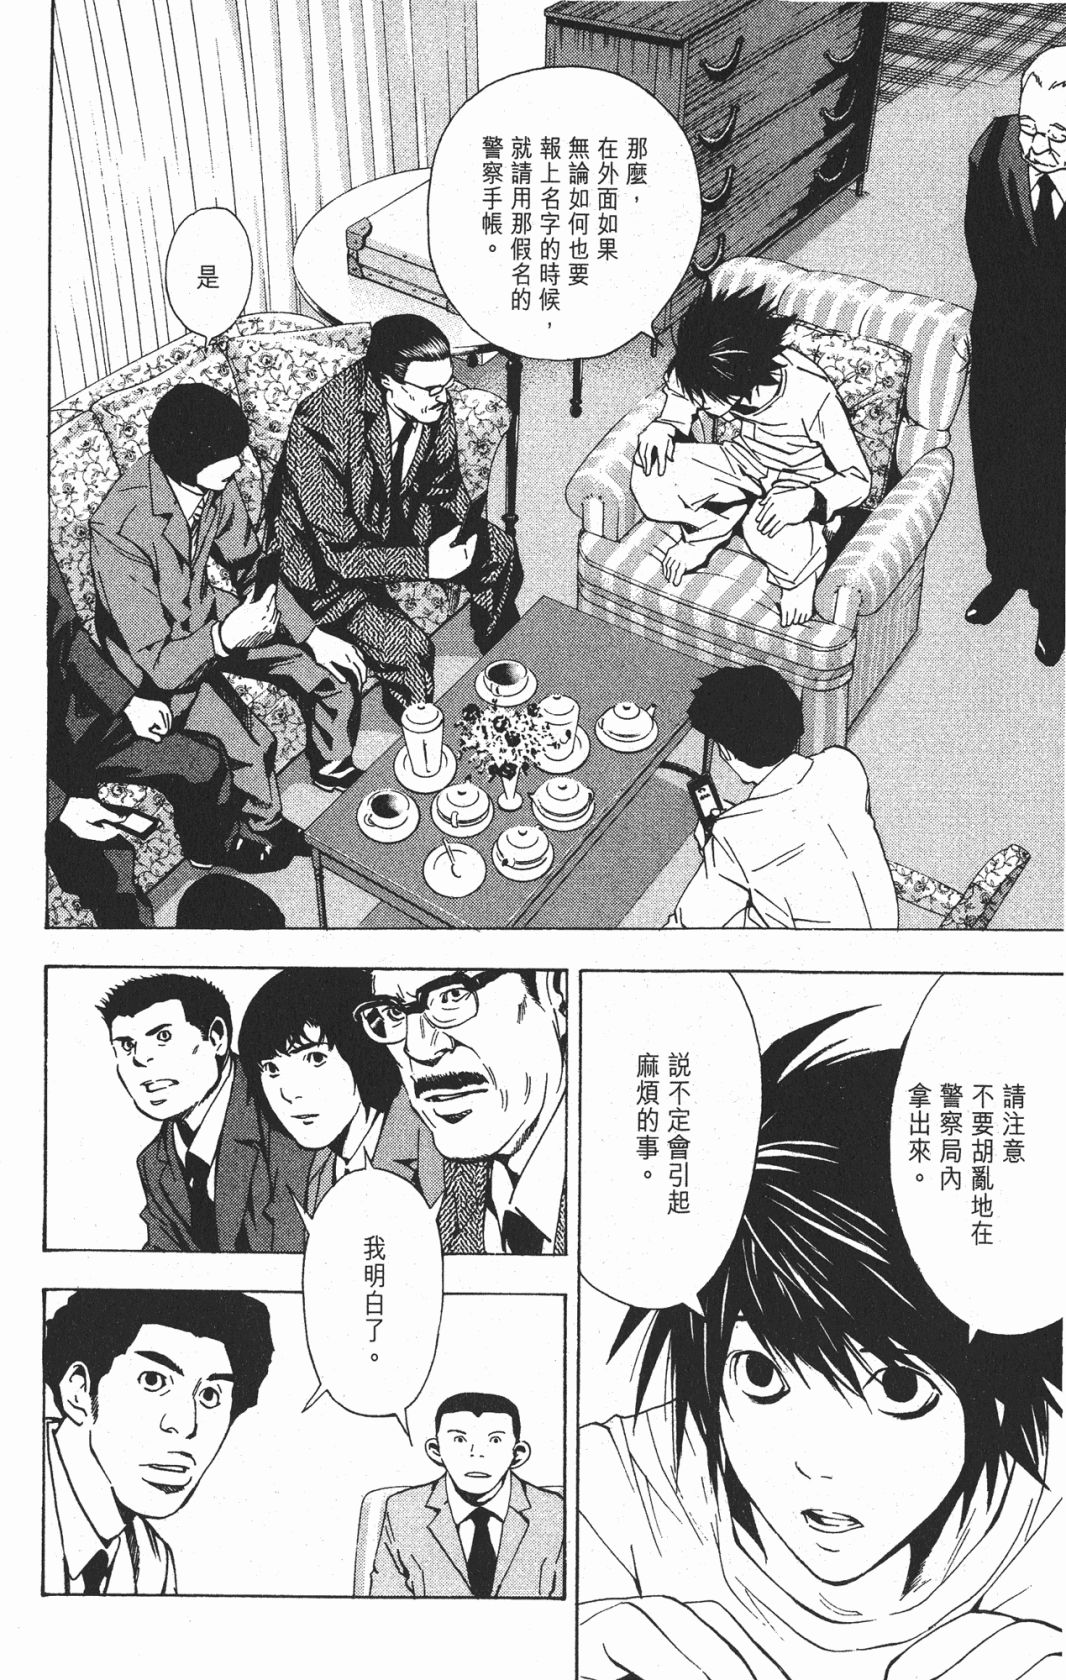 那麼，
在外面如果
無論如何也要
報上名字的時候，
就請用那假名的
警察手帳。
是
請注意
不要胡亂地在
警察局內
拿出來。
說不定會引起
麻煩的事。
我明白了。